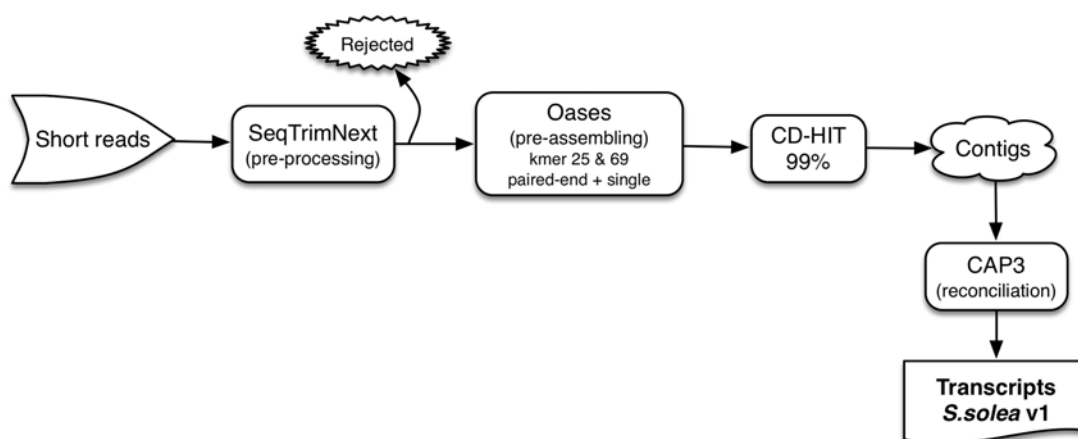 Rejected
Short reads
SeqTrimNext
(pre-processing)
Oases
(pre-assembling)
kmer 25 & 69
paired-end + single
CD-HIT
99%
Contigs
CAP3
(reconciliation)
Transcripts
S.solea v1